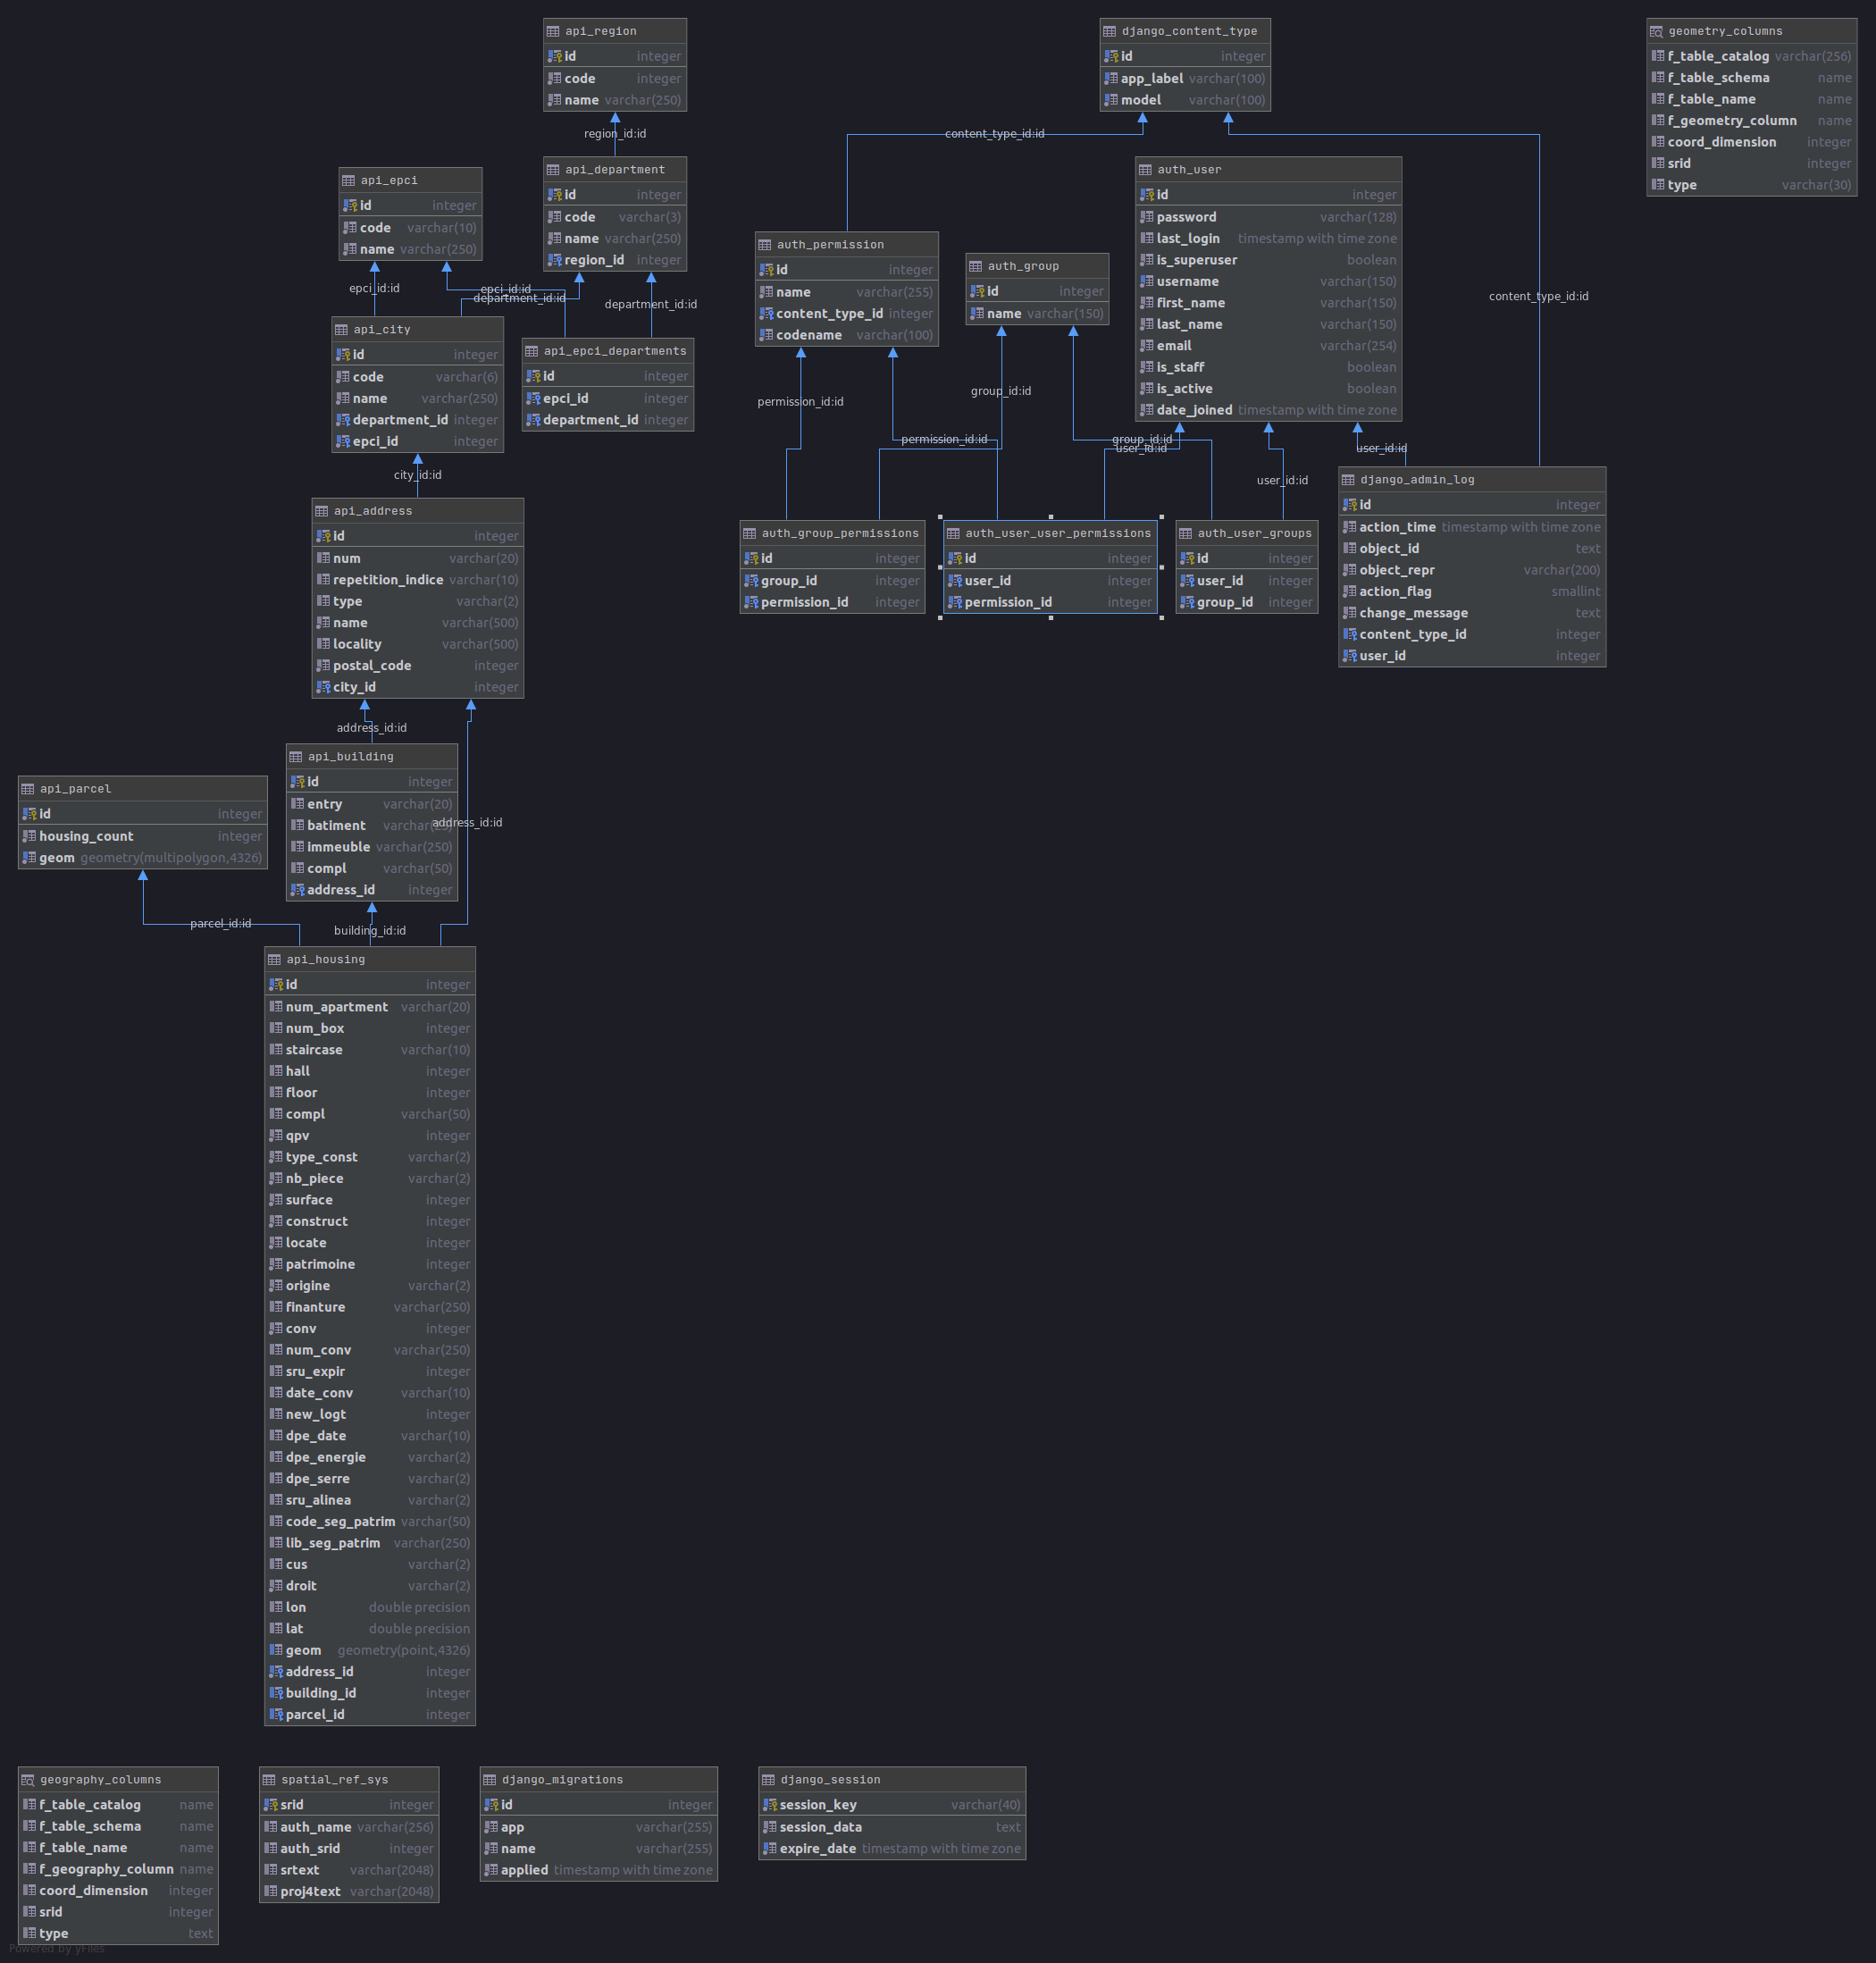 api_region
id integer
code integer
name varchar(250)
region_id:id
api_department
id integer
code varchar(3)
name varchar(250)
region_id integer
api_epci
id integer
code varchar(10)
name varchar(250)
epci_id:id
epci_id:id
department_id:id
department_id:id
api_city
id integer
code varchar(6)
name varchar(250)
department_id integer
epci_id integer
api_epci_departments
id integer
epci_id integer
department_id integer
city_id:id
api_address
id integer
num varchar(20)
repetition_indice varchar(10)
type varchar(2)
name varchar(500)
locality varchar(500)
postal_code integer
city_id integer
address_id:id
api_building
id integer
entry varchar(20)
batiment
immeuble varchar(250)
compl varchar(50)
address_id integer
address_id:id
api_parcel
id integer
housing_count integer
geom geometry(multipolygon,4326)
parcel_id:id
building_id:id
api_housing
id integer
num_apartment varchar(20)
num_box integer
staircase varchar(10)
hall integer
floor integer
compl varchar(50)
qpv integer
type_const varchar(2)
nb_piece varchar(2)
surface integer
construct integer
locate integer
patrimoine integer
origine varchar(2)
finanture varchar(250)
conv integer
num_conv varchar(250)
sru_expir integer
date_conv varchar(10)
new_logt integer
dpe_date varchar(10)
dpe_energie varchar(2)
dpe_serre varchar(2)
sru_alinea varchar(2)
code_seg_patrim varchar(50)
lib_seg_patrim varchar(250)
cus varchar(2)
droit varchar(2)
lon double precision
lat double precision
geom geometry(point,4326)
address_id integer
building_id integer
parcel_id integer
django_content_type
id integer
app_label varchar(100)
model varchar(100)
content_type_id:id
content_type_id:id
auth_permission
id integer
name varchar(255)
content_type_id integer
codename varchar(100)
auth_group
id integer
name varchar(150)
auth_user
id integer
password varchar(128)
last_login timestamp with time zone
is_superuser boolean
username varchar(150)
first_name varchar(150)
last_name varchar(150)
email varchar(254)
is_staff boolean
is_active boolean
date_joined timestamp with time zone
permission_id:id
group_id:id
permission_id:id
group_id:id
user_id:id
user_id:id
user_id:id
auth_group_permissions
id integer
group_id integer
permission_id integer
auth_user_user_permissions
id integer
user_id integer
permission_id integer
auth_user_groups
id integer
user_id integer
group_id integer
django_admin_log
id integer
action_time timestamp with time zone
object_id text
object_repr varchar(200)
action_flag smallint
change_message text
content_type_id integer
user_id integer
geometry_columns
f_table_catalog varchar(256)
f_table_schema name
f_table_name name
f_geometry_column name
coord_dimension integer
srid integer
type varchar(30)
geography_columns
f_table_catalog name
f_table_schema name
f_table_name name
f_geography_column name
coord_dimension integer
srid integer
type text
spatial_ref_sys
srid integer
auth_name varchar(256)
auth_srid integer
srtext varchar(2048)
proj4text varchar(2048)
django_migrations
id integer
app varchar(255)
name varchar(255)
applied timestamp with time zone
django_session
session_key varchar(40)
session_data text
expire_date timestamp with time zone
Powered by yFiles